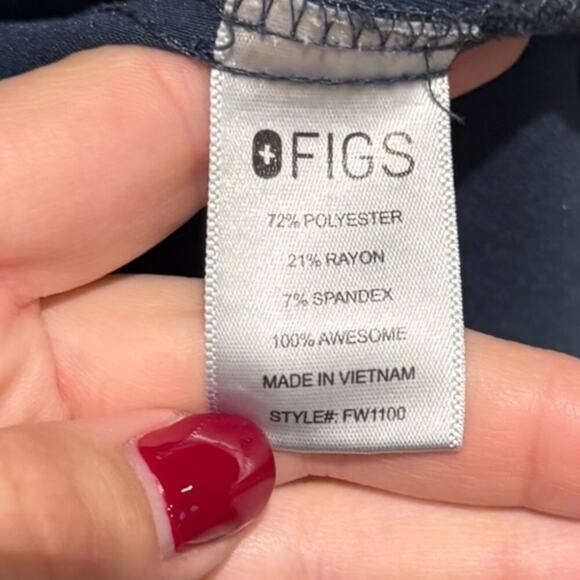 FIGS
72% POLYESTER
21% RAYON
7% SPANDEX
100% AWESOME
MADE IN VIETNAM
STYLE#: FW1100